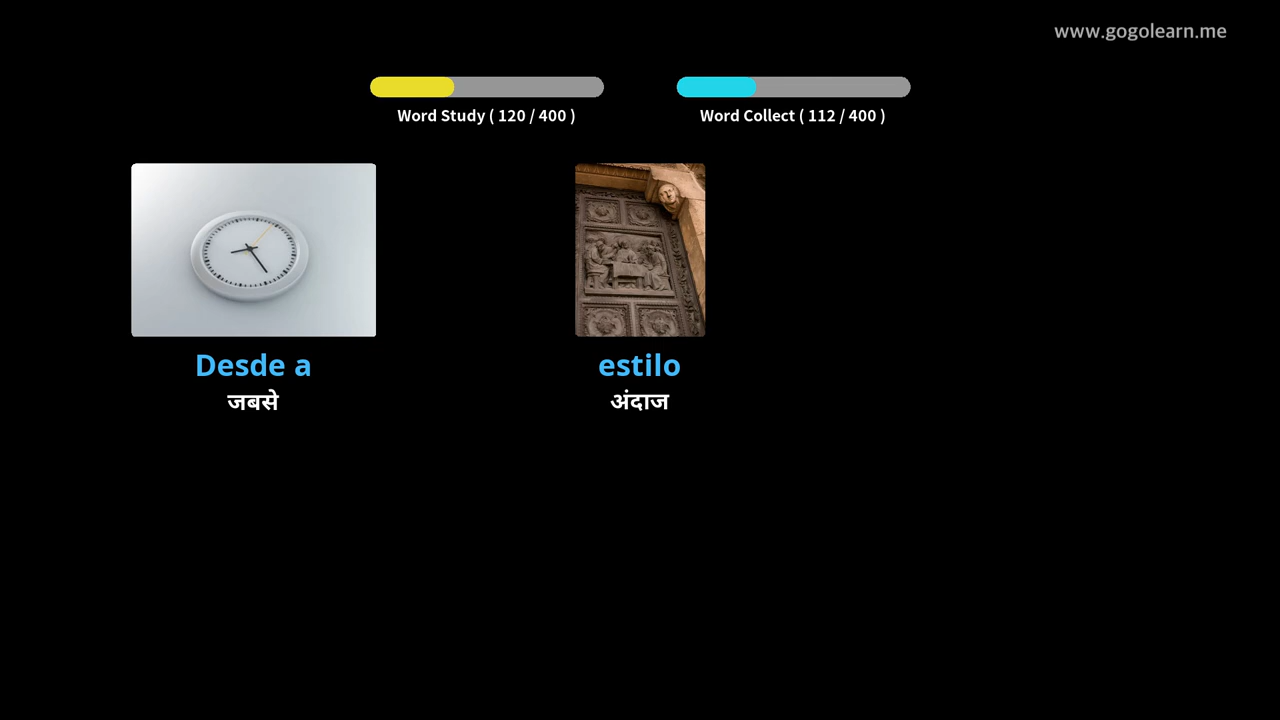 www.gogolearn.me
Word Study ( 120 / 400 )
Word Collect ( 112 / 400 )
Desde a
जबसे
estilo
अंदाज